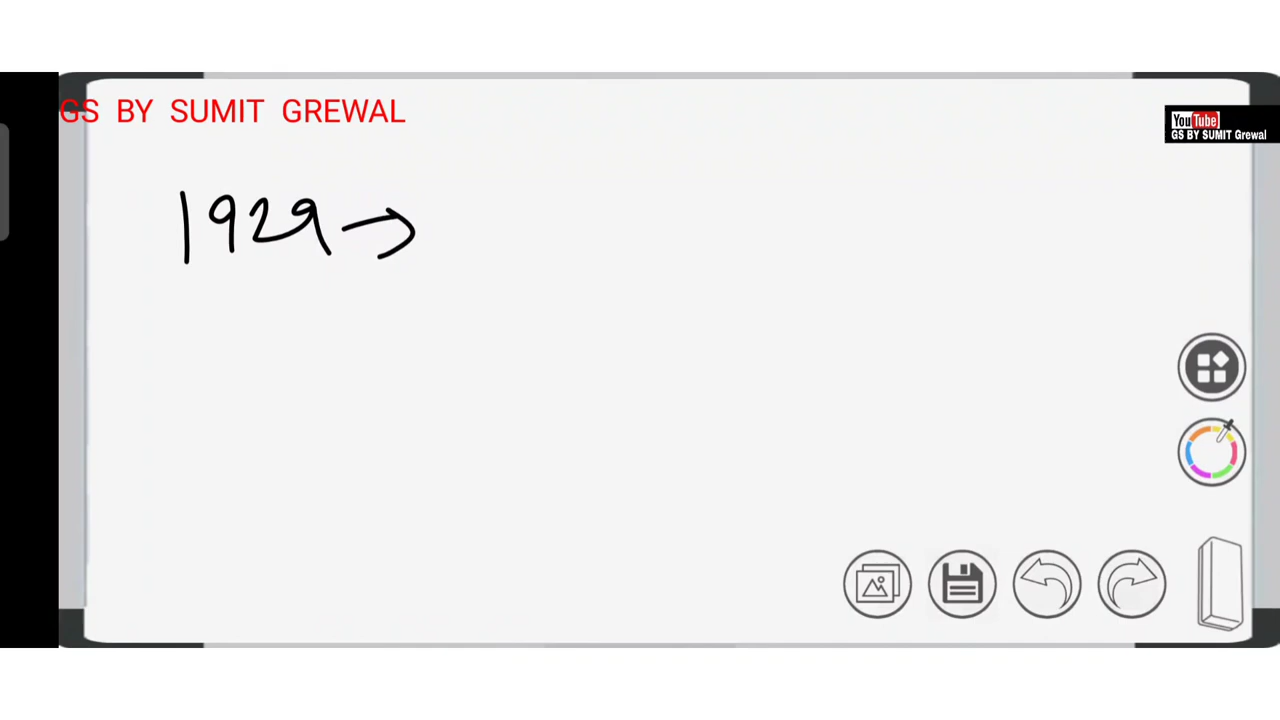 GS BY SUMIT GREWAL
YouTube
GS BY SUMIT Grewal
1929 →